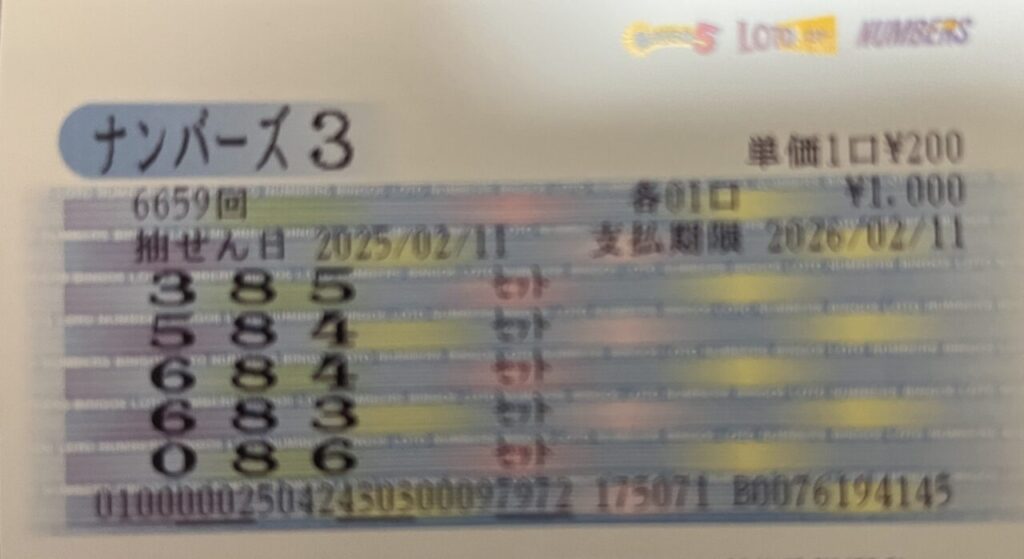 5 LOTO NUMBERS
ナンバーズ3
単価1口¥200
6659回 各01口 ¥1,000
抽せん日 2025/02/11 支払期限 2026/02/11
3 8 5 セット
5 8 4 セット
6 8 4 セット
6 8 3 セット
0 8 6 セット
0100000250424303000097972 175071 B0076194145